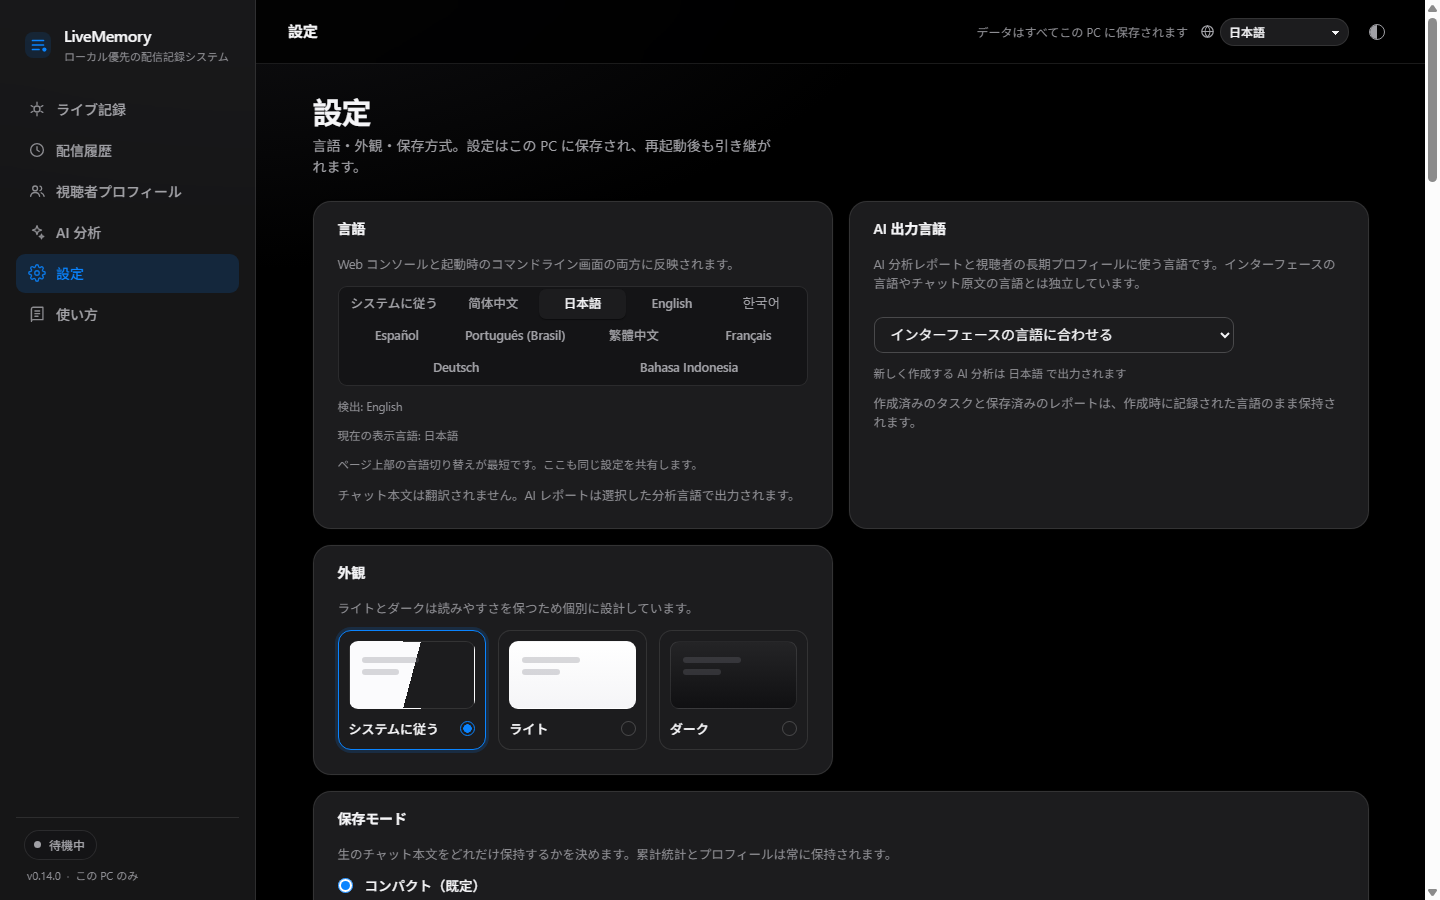 LiveMemory
ローカル優先の配信記録システム
ライブ記録
配信履歴
視聴者プロフィール
AI 分析
設定
使い方
待機中
v0.14.0 · この PC のみ
設定
データはすべてこの PC に保存されます
日本語
設定
言語・外観・保存方式。設定はこの PC に保存され、再起動後も引き継が
れます。
言語
Web コンソールと起動時のコマンドライン画面の両方に反映されます。
システムに従う 简体中文 日本語 English 한국어
Español Português (Brasil) 繁體中文 Français
Deutsch Bahasa Indonesia
検出: English
現在の表示言語: 日本語
ページ上部の言語切り替えが最短です。ここも同じ設定を共有します。
チャット本文は翻訳されません。AI レポートは選択した分析言語で出力されます。
AI 出力言語
AI 分析レポートと視聴者の長期プロフィールに使う言語です。インターフェースの
言語やチャット原文の言語とは独立しています。
インターフェースの言語に合わせる
新しく作成する AI 分析は 日本語 で出力されます
作成済みのタスクと保存済みのレポートは、作成時に記録された言語のまま保持さ
れます。
外観
ライトとダークは読みやすさを保つため個別に設計しています。
システムに従う
ライト
ダーク
保存モード
生のチャット本文をどれだけ保持するかを決めます。累計統計とプロフィールは常に保持されます。
コンパクト（既定）